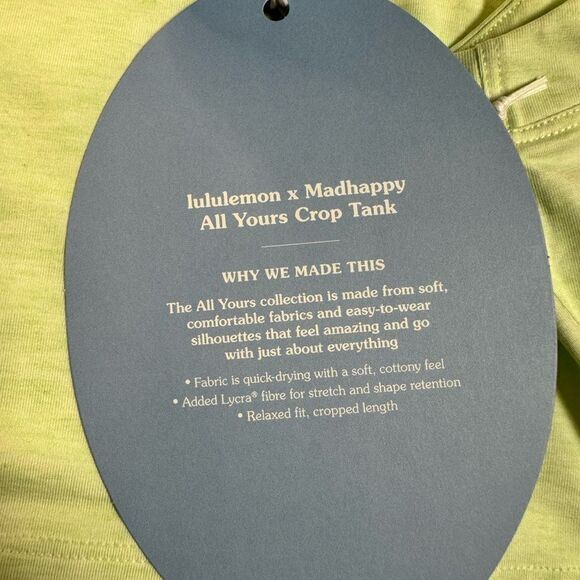 lululemon x Madhappy
All Yours Crop Tank
WHY WE MADE THIS
The All Yours collection is made from soft,
comfortable fabrics and easy-to-wear
silhouettes that feel amazing and go
with just about everything
• Fabric is quick-drying with a soft, cottony feel
• Added Lycra® fibre for stretch and shape retention
• Relaxed fit, cropped length